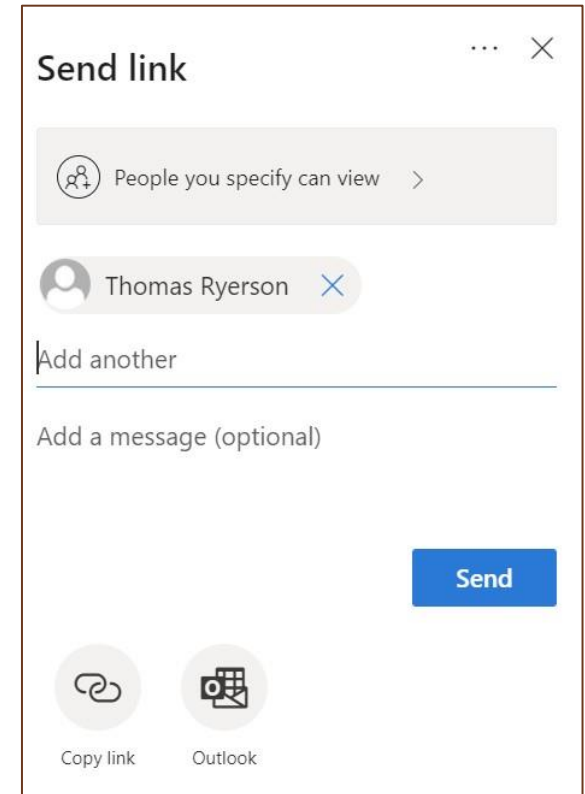 Send link
People you specify can view
Thomas Ryerson
Add another
Add a message (optional)
Send
Copy link
Outlook